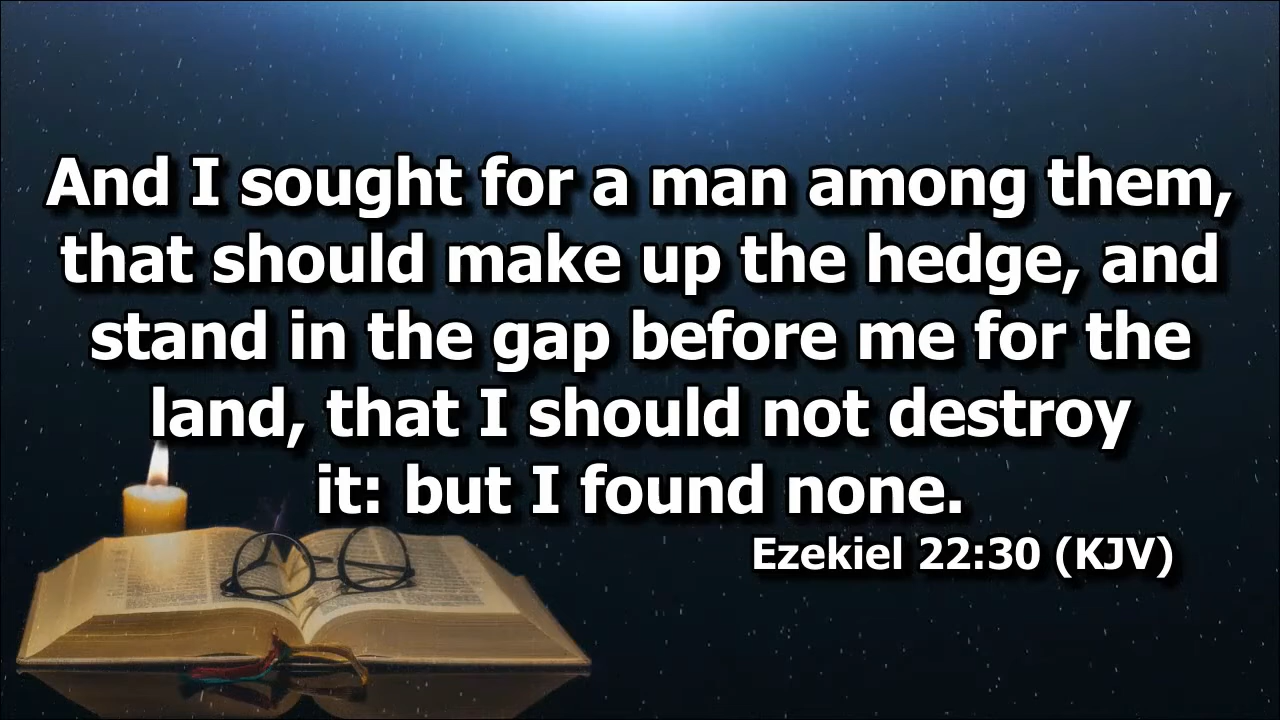 And I sought for a man among them,
that should make up the hedge, and
stand in the gap before me for the
land, that I should not destroy
it: but I found none.
Ezekiel 22:30 (KJV)